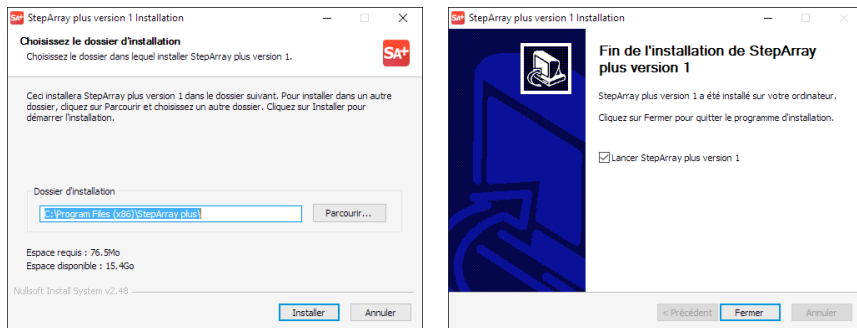 SA+ StepArray plus version 1 Installation
Choisissez le dossier d'installation
Choisissez le dossier dans lequel installer StepArray plus version 1.
SA+
Ceci installera StepArray plus version 1 dans le dossier suivant. Pour installer dans un autre
dossier, cliquez sur Parcourir et choisissez un autre dossier. Cliquez sur Installer pour
démarrer l'installation.
Dossier d'installation
C:\Program Files (x86)\StepArray plus\
Parcourir...
Espace requis : 76.5Mo
Espace disponible : 15.4Go
Nullsoft Install System v2.48
Installer
Annuler
SA+ StepArray plus version 1 Installation
Fin de l'installation de StepArray
plus version 1
StepArray plus version 1 a été installé sur votre ordinateur.
Cliquez sur Fermer pour quitter le programme d'installation.
Lancer StepArray plus version 1
< Précédent
Fermer
Annuler